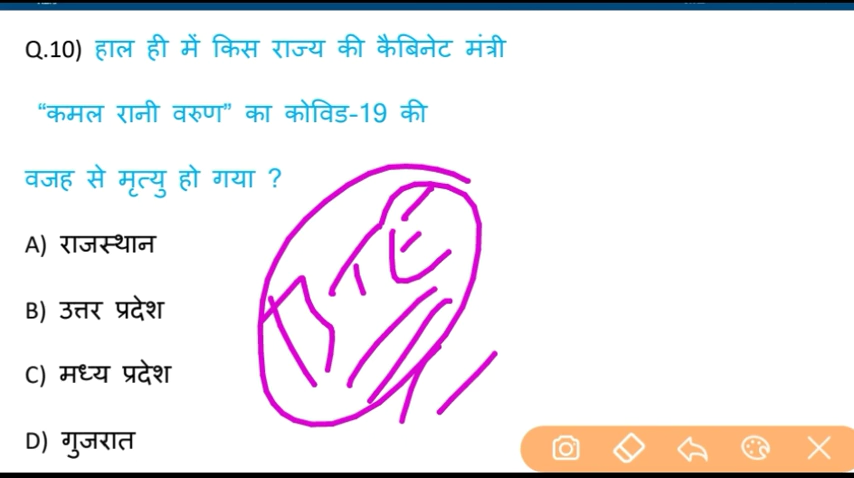 Q.10) हाल ही में किस राज्य की कैबिनेट मंत्री
“कमल रानी वरुण” का कोविड-19 की
वजह से मृत्यु हो गया ?
A) राजस्थान
B) उत्तर प्रदेश
C) मध्य प्रदेश
D) गुजरात